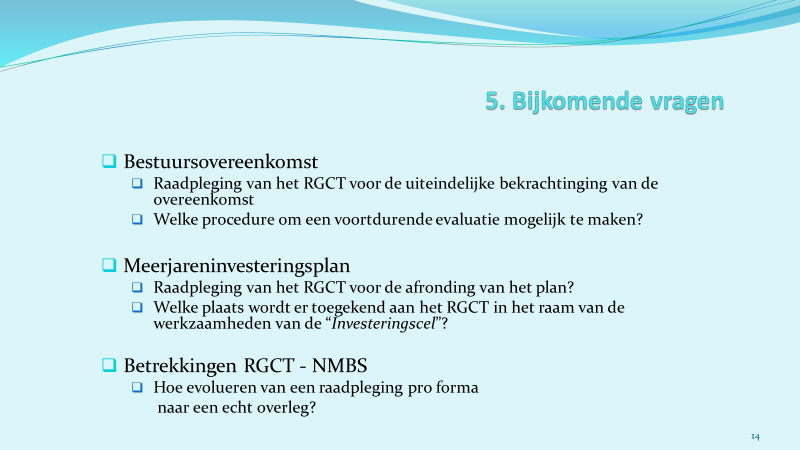 5. Bijkomende vragen
Bestuursovereenkomst
Raadpleging van het RGCT voor de uiteindelijke bekrachtinging van de
overeenkomst
Welke procedure om een voortdurende evaluatie mogelijk te maken?
Meerjareninvesteringsplan
Raadpleging van het RGCT voor de afronding van het plan?
Welke plaats wordt er toegekend aan het RGCT in het raam van de
werkzaamheden van de “Investeringscel”?
Betrekkingen RGCT - NMBS
Hoe evolueren van een raadpleging pro forma
naar een echt overleg?
14